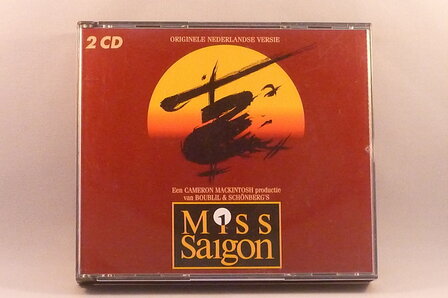 ORIGINELE NEDERLANDSE VERSIE
2 CD
Een CAMERON MACKINTOSH productie
van BOUBLIL & SCHÖNBERG'S
Miss
Saigon